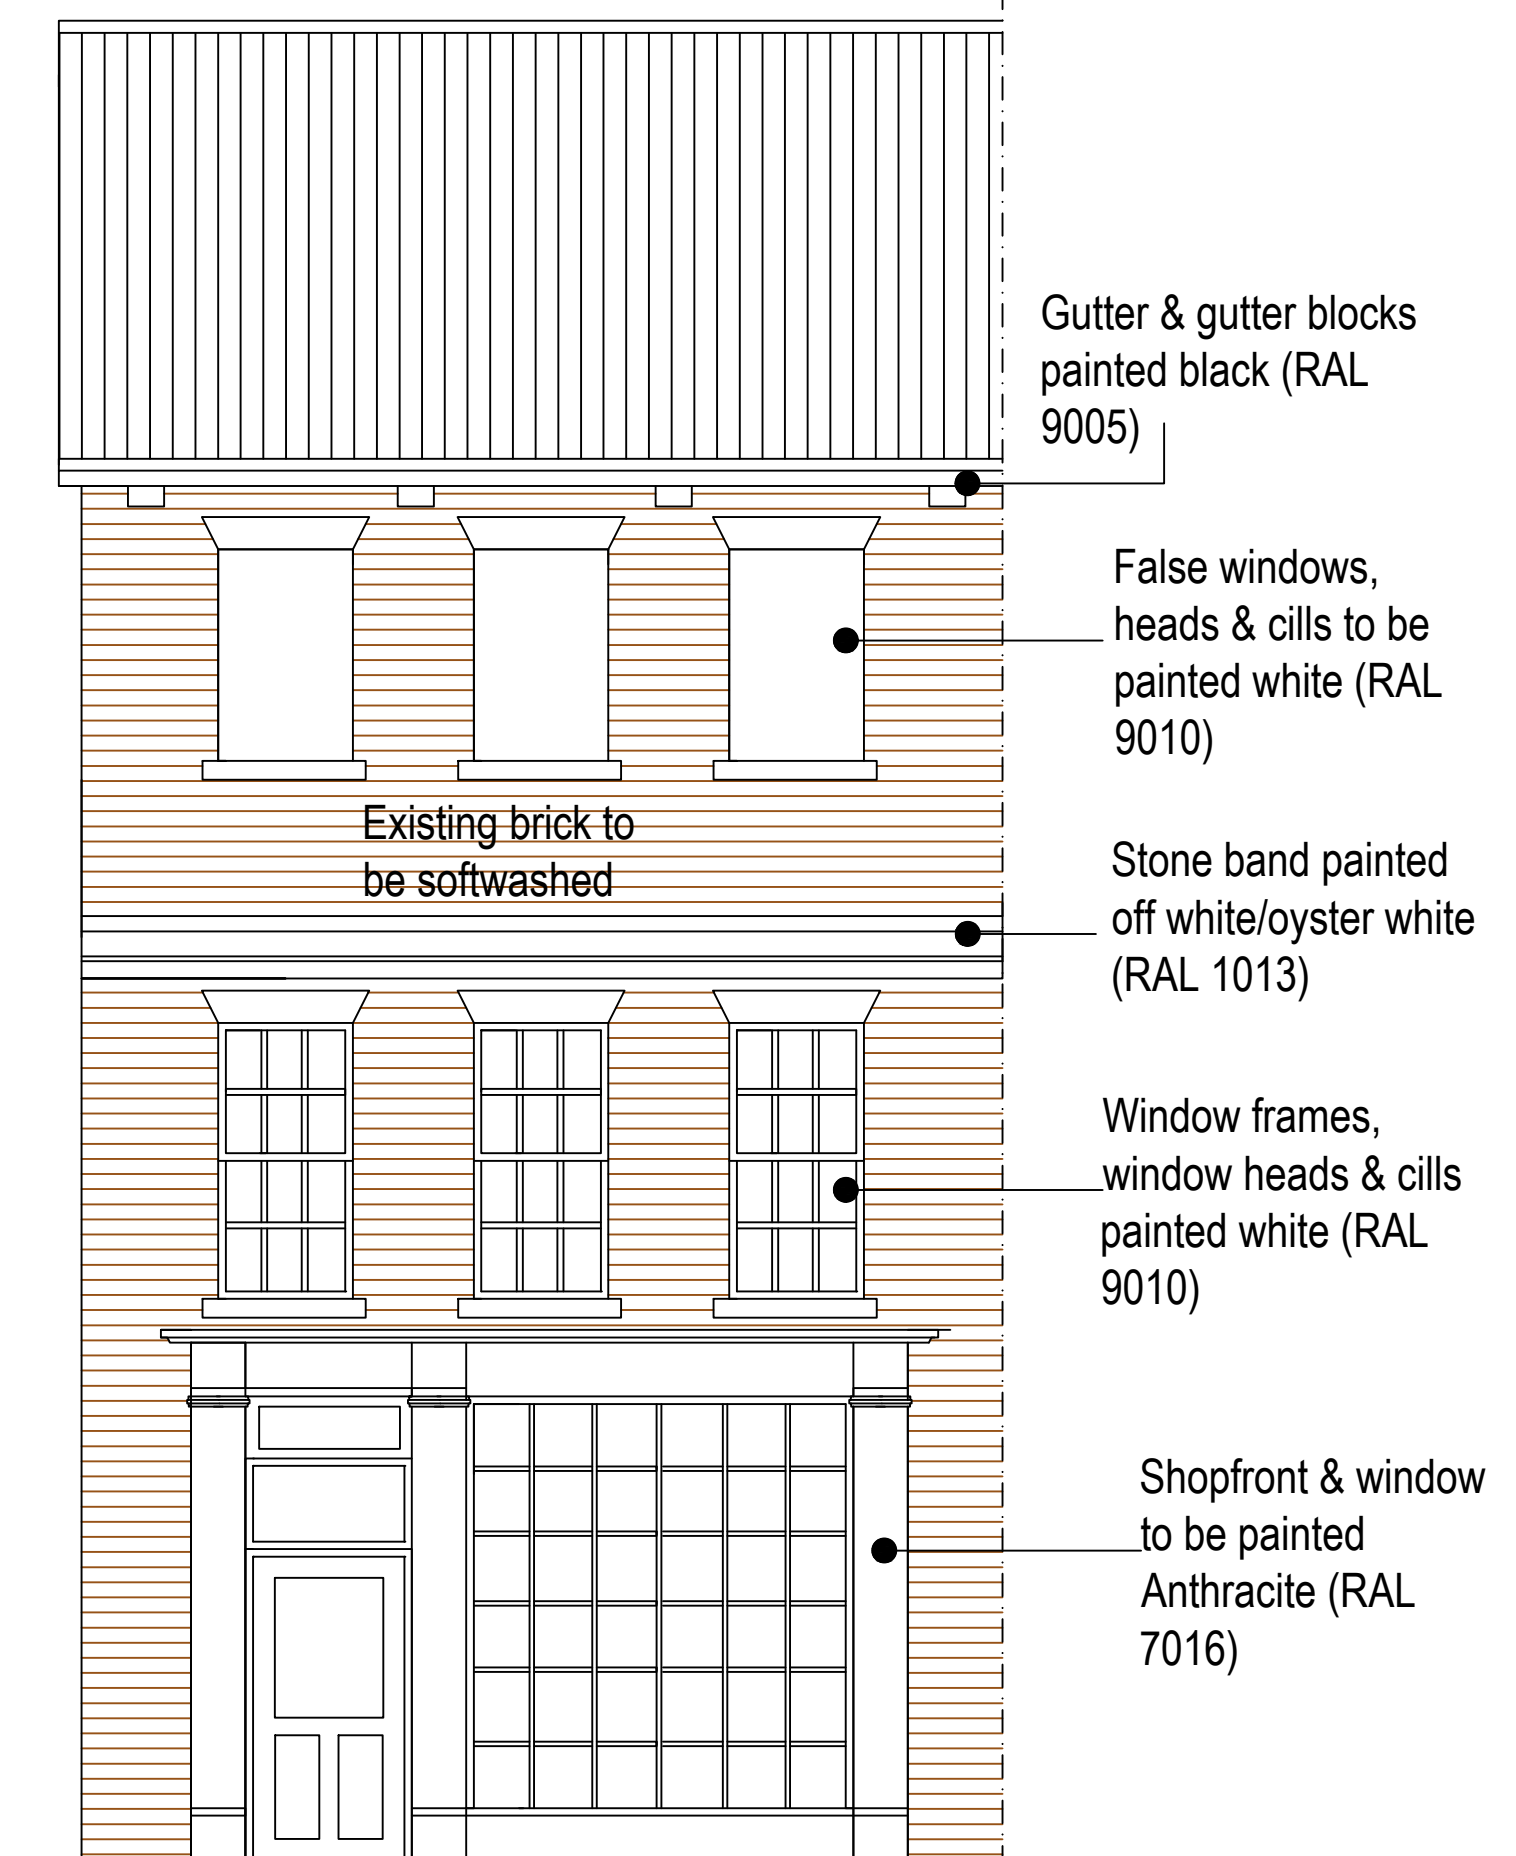 Gutter & gutter blocks
painted black (RAL
9005)
False windows,
heads & cills to be
painted white (RAL
9010)
Existing brick to
be softwashed
Stone band painted
off white/oyster white
(RAL 1013)
Window frames,
window heads & cills
painted white (RAL
9010)
Shopfront & window
to be painted
Anthracite (RAL
7016)